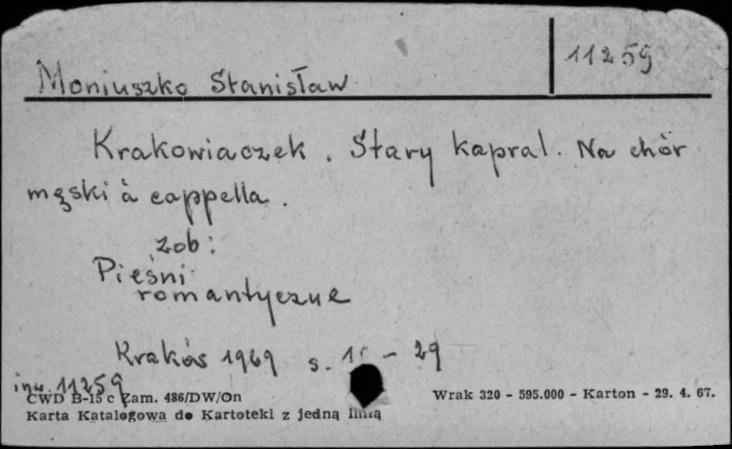 Moniuszko Stanisław
11259
Krakowiaczek. Stary kapral. Na chór
męski à cappella.
zob:
Pieśni
romantyczne
Kraków 1969 s. - 29
inw. 11259
CWD B-15 c Zam. 486/DW/On
Wrak 320 - 595.000 - Karton - 29. 4. 67.
Karta Katalogowa do Kartoteki z jedną linią